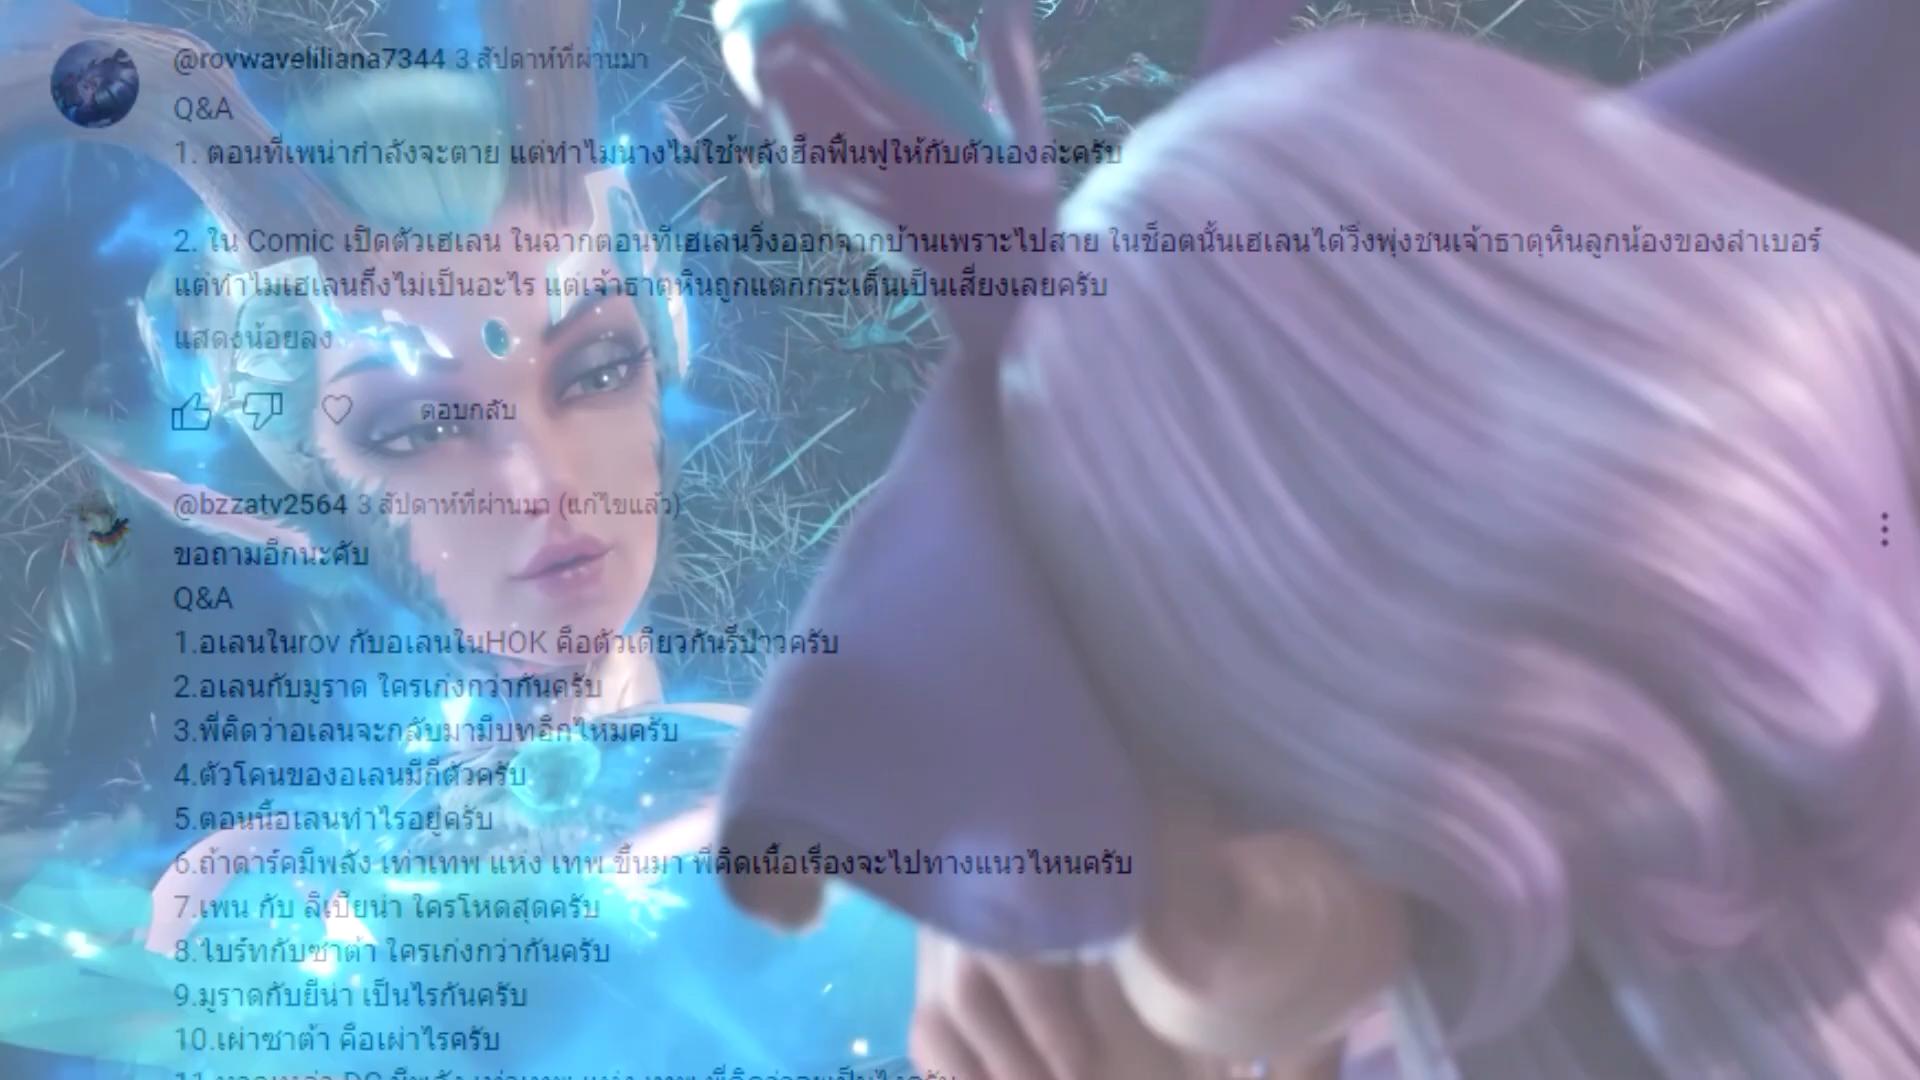 @rovwaveliliana7344 3 สัปดาห์ที่ผ่านมา
Q&A
1. ตอนที่เพน่ากำลังจะตาย แต่ทำไมนางไม่ใช้พลังฮีลฟื้นฟูให้กับตัวเองล่ะครับ
2. ใน Comic เปิดตัวเฮเลน ในฉากตอนที่เฮเลนวิ่งออกจากบ้านเพราะไปสาย ในช็อตนั้นเฮเลนได้วิ่งพุ่งชนเจ้าธาตุหินลูกน้องของสำเบอร์
แต่ทำไมเฮเลนถึงไม่เป็นอะไร แต่เจ้าธาตุหินถูกแตกกระเด็นเป็นเสี่ยงเลยครับ
แสดงน้อยลง
ตอบกลับ
@bzzatv2564 3 สัปดาห์ที่ผ่านมา (แก้ไขแล้ว)
ขอถามอีกนะคับ
Q&A
1.อเลนในrov กับอเลนในHOK คือตัวเดียวกันรึป่าวครับ
2.อเลนกับมูราด ใครเก่งกว่ากันครับ
3.พี่คิดว่าอเลนจะกลับมามีบทอีกไหมครับ
4.ตัวโคนของอเลนมีกี่ตัวครับ
5.ตอนนี้อเลนทำไรอยู่ครับ
6.ถ้าดาร์คมีพลัง เท่าเทพ แห่ง เทพ ขึ้นมา พี่คิดเนื้อเรื่องจะไปทางแนวไหนครับ
7.เพน กับ ลิเบียน่า ใครโหดสุดครับ
8.ไบร์ทกับซาต้า ใครเก่งกว่ากันครับ
9.มูราดกับยีน่า เป็นไรกันครับ
10.เผ่าซาต้า คือเผ่าไรครับ